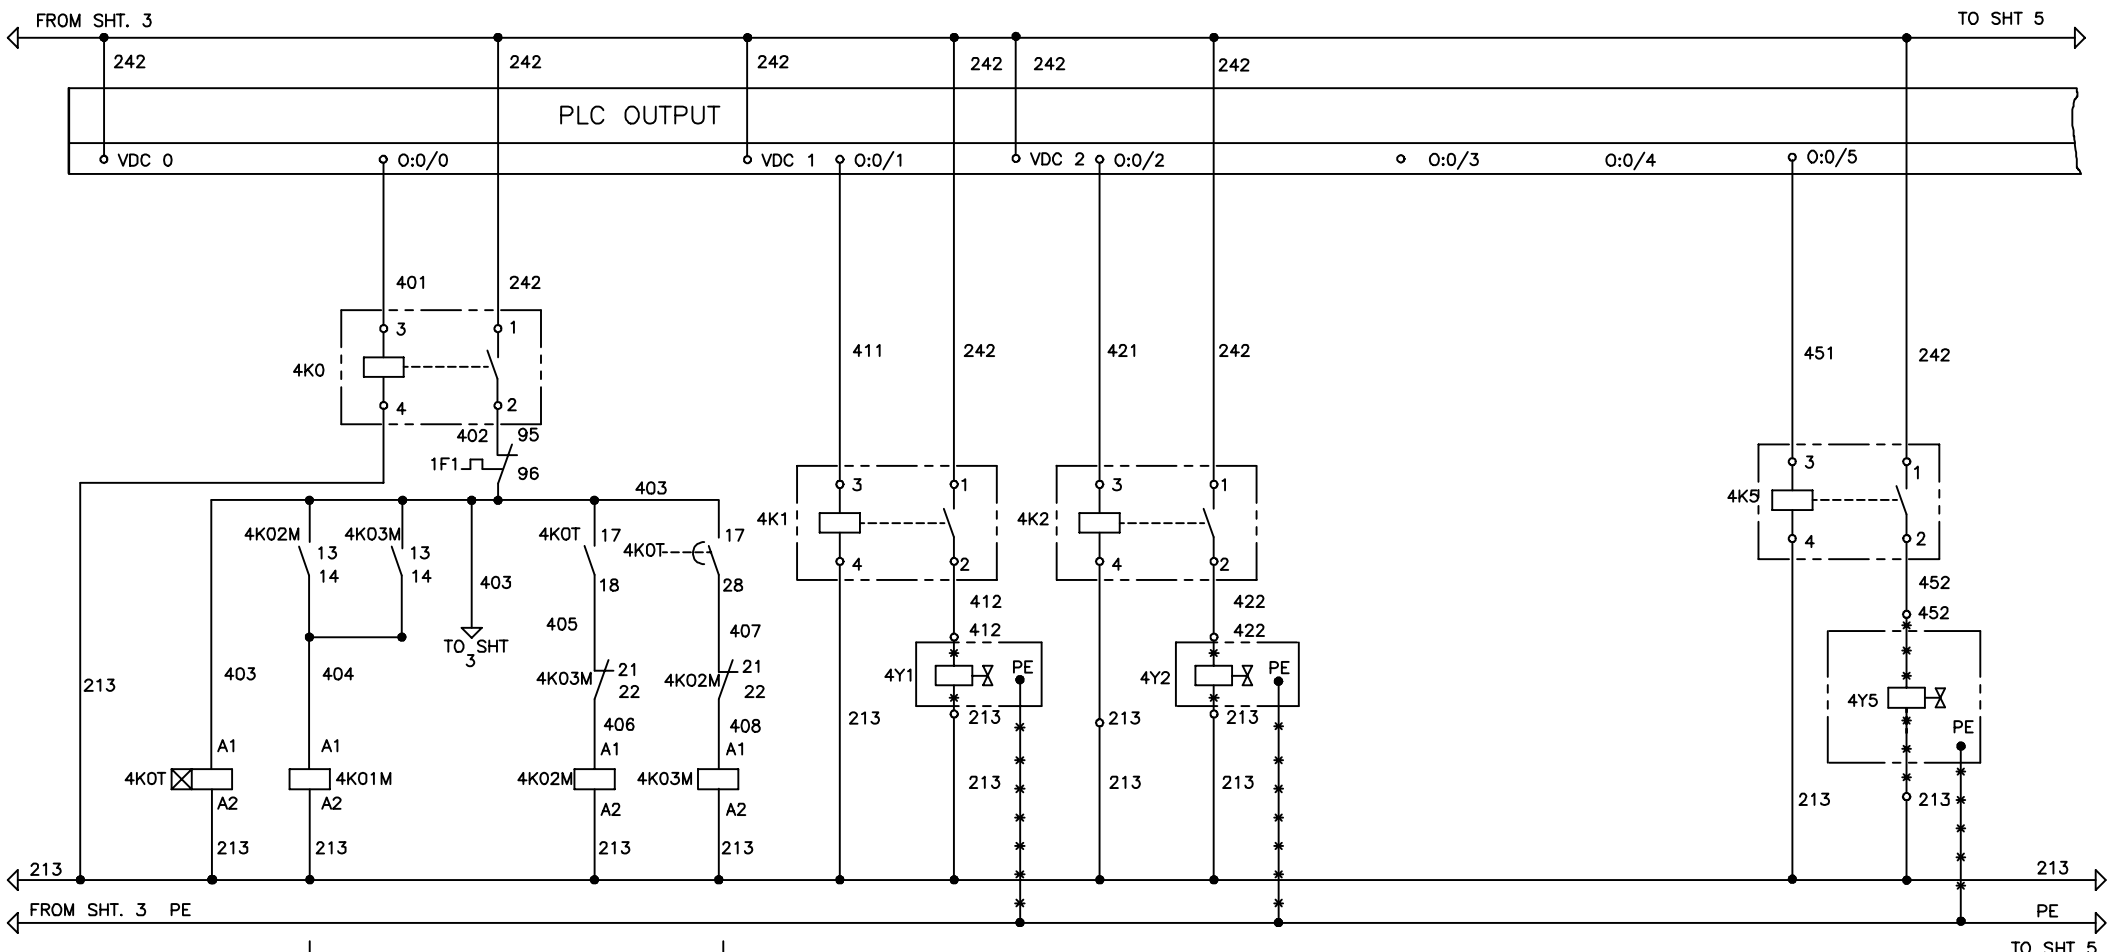 FROM SHT. 3
TO SHT 5
242 242 242 242 242 242
PLC OUTPUT
VDC 0 O:0/0 VDC 1 O:0/1 VDC 2 O:0/2 O:0/3 O:0/4 O:0/5
401 242
3 1
4K0
4 2
411 242 421 242 451 242
402 95
1F1
96
403
3 1 3 1 3 1
4K1 4K2 4K5
4 2 4 2 4 2
4K02M 13 14
4K03M 13 14
403
TO SHT
3
4K0T 17 18
4K0T 17 28
412 422 452
412 422 452
405 407
4K03M 21 22
4K02M 21 22
4Y1 PE
4Y2 PE
4Y5 PE
213 403 404
406 408
213 213 213 213
213 213 213 213 213
A1 A1 A1 A1
4K0T 4K01M 4K02M 4K03M
A2 A2 A2 A2
213 213 213 213
213 213
FROM SHT. 3 PE PE
TO SHT 5